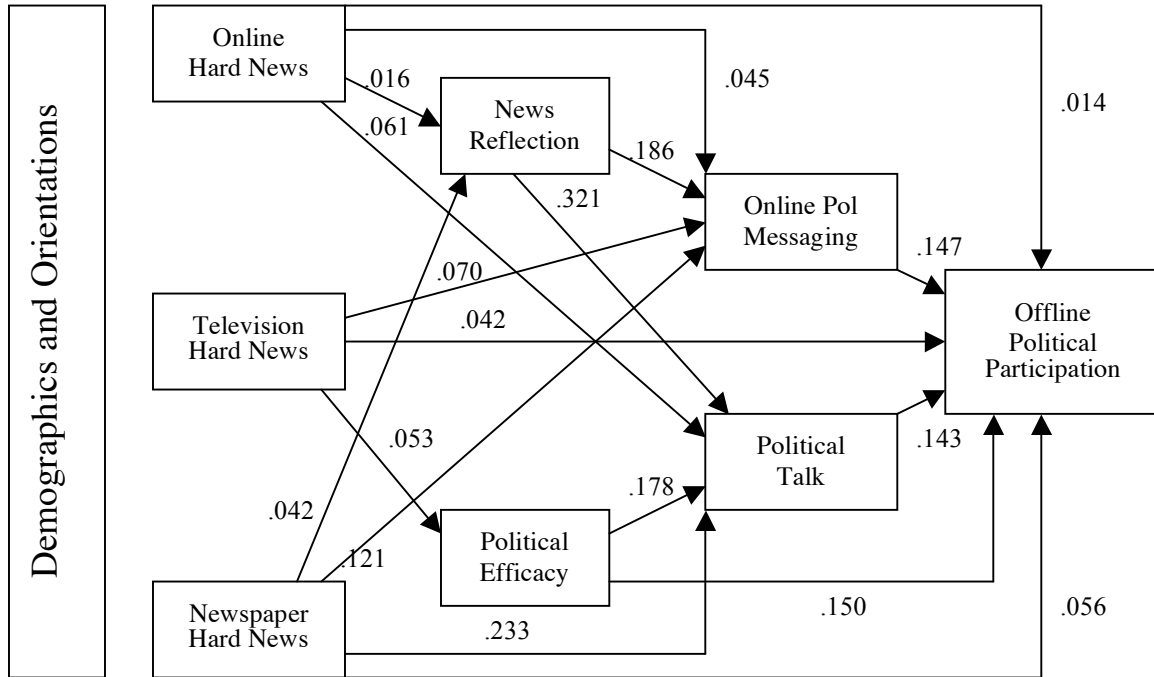 Demographics and Orientations
Online
Hard News
.016
.061
.045
.014
News
Reflection
.186
.321
Online Pol
Messaging
.147
.070
.042
Television
Hard News
Offline
Political
Participation
.053
.143
Political
Talk
.178
.042
.121
Political
Efficacy
.150
.056
Newspaper
Hard News
.233